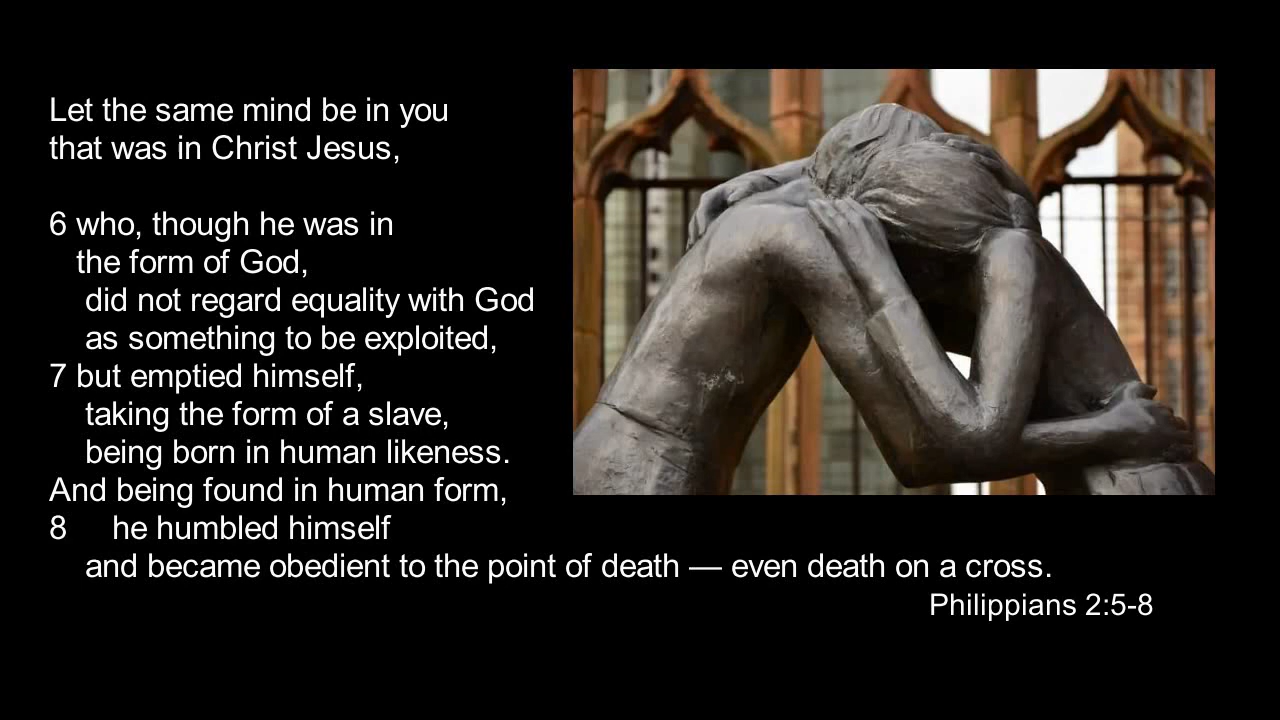 Let the same mind be in you
that was in Christ Jesus,
6 who, though he was in
the form of God,
did not regard equality with God
as something to be exploited,
7 but emptied himself,
taking the form of a slave,
being born in human likeness.
And being found in human form,
8 he humbled himself
and became obedient to the point of death — even death on a cross.
Philippians 2:5-8